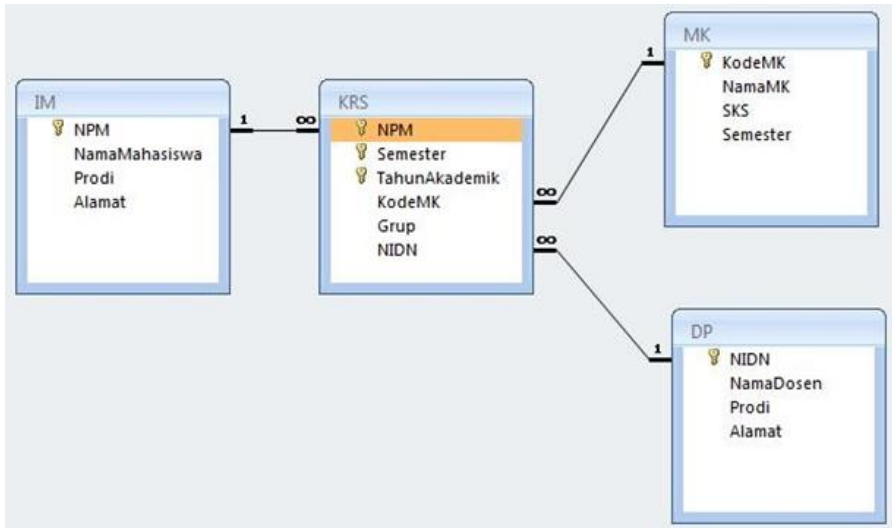 IM
NPM
NamaMahasiswa
Prodi
Alamat
1
∞
KRS
NPM
Semester
TahunAkademik
KodeMK
Grup
NIDN
∞
∞
1
MK
KodeMK
NamaMK
SKS
Semester
1
DP
NIDN
NamaDosen
Prodi
Alamat